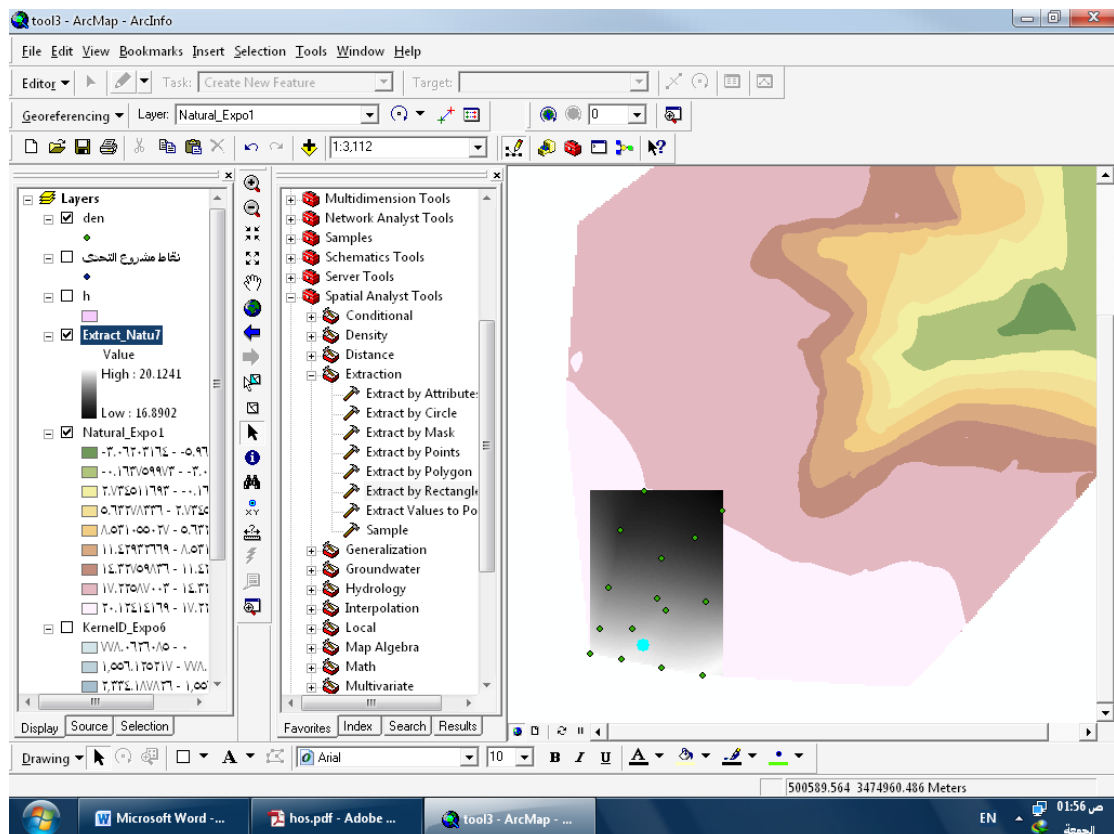 tool3 - ArcMap - ArcInfo
File Edit View Bookmarks Insert Selection Tools Window Help
Editor Task: Create New Feature Target:
Georeferencing Layer: Natural_Expo1 0
1:3,112
Layers
den
نقاط مشروع التحدي
h
Extract_Natu7
Value
High : 20.1241
Low : 16.8902
Natural_Expo1
KernelD_Expo6
Display Source Selection
Multidimension Tools
Network Analyst Tools
Samples
Schematics Tools
Server Tools
Spatial Analyst Tools
Conditional
Density
Distance
Extraction
Extract by Attribute:
Extract by Circle
Extract by Mask
Extract by Points
Extract by Polygon
Extract by Rectangle
Extract Values to Po
Sample
Generalization
Groundwater
Hydrology
Interpolation
Local
Map Algebra
Math
Multivariate
Favorites Index Search Results
Drawing A Arial 10 B I U A
500589.564 3474960.486 Meters
Microsoft Word -... hos.pdf - Adobe ... tool3 - ArcMap - ... EN 01:56 ص
الجمعة